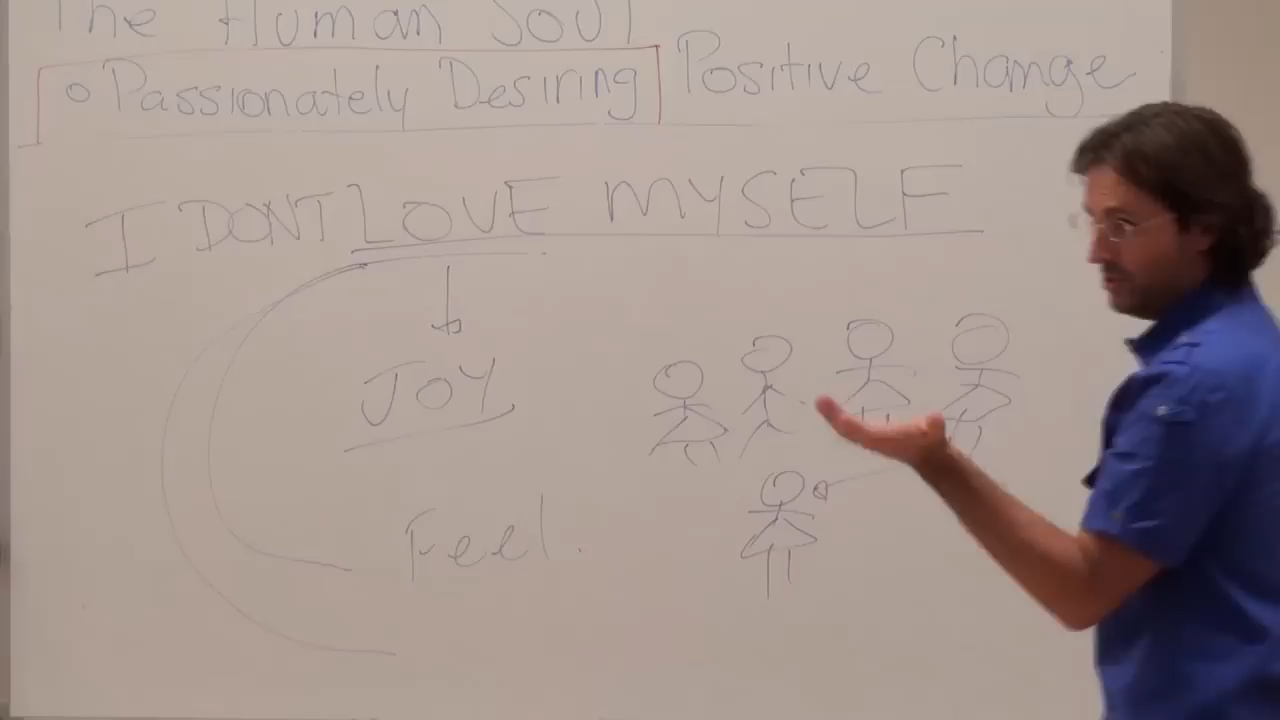 The Human Soul
o Passionately Desiring Positive Change
I DONT LOVE MYSELF
JOY
Feel.